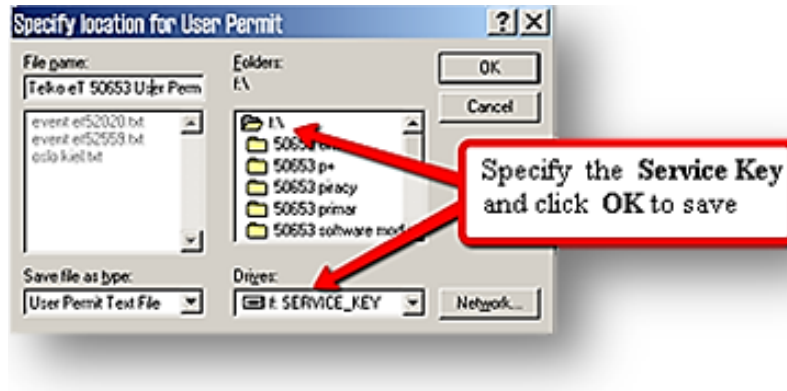 Specify location for User Permit
File name:
Telko eT 50653 User Perm
event et52020.txt
event et52559.txt
oslo kiel.txt
Save file as type:
User Permit Text File
Folders:
f:\
f:\
50653
50653 p+
50653 piracy
50653 primar
50653 software mod
Drives:
f: SERVICE_KEY
OK
Cancel
Network...
Specify the Service Key
and click OK to save